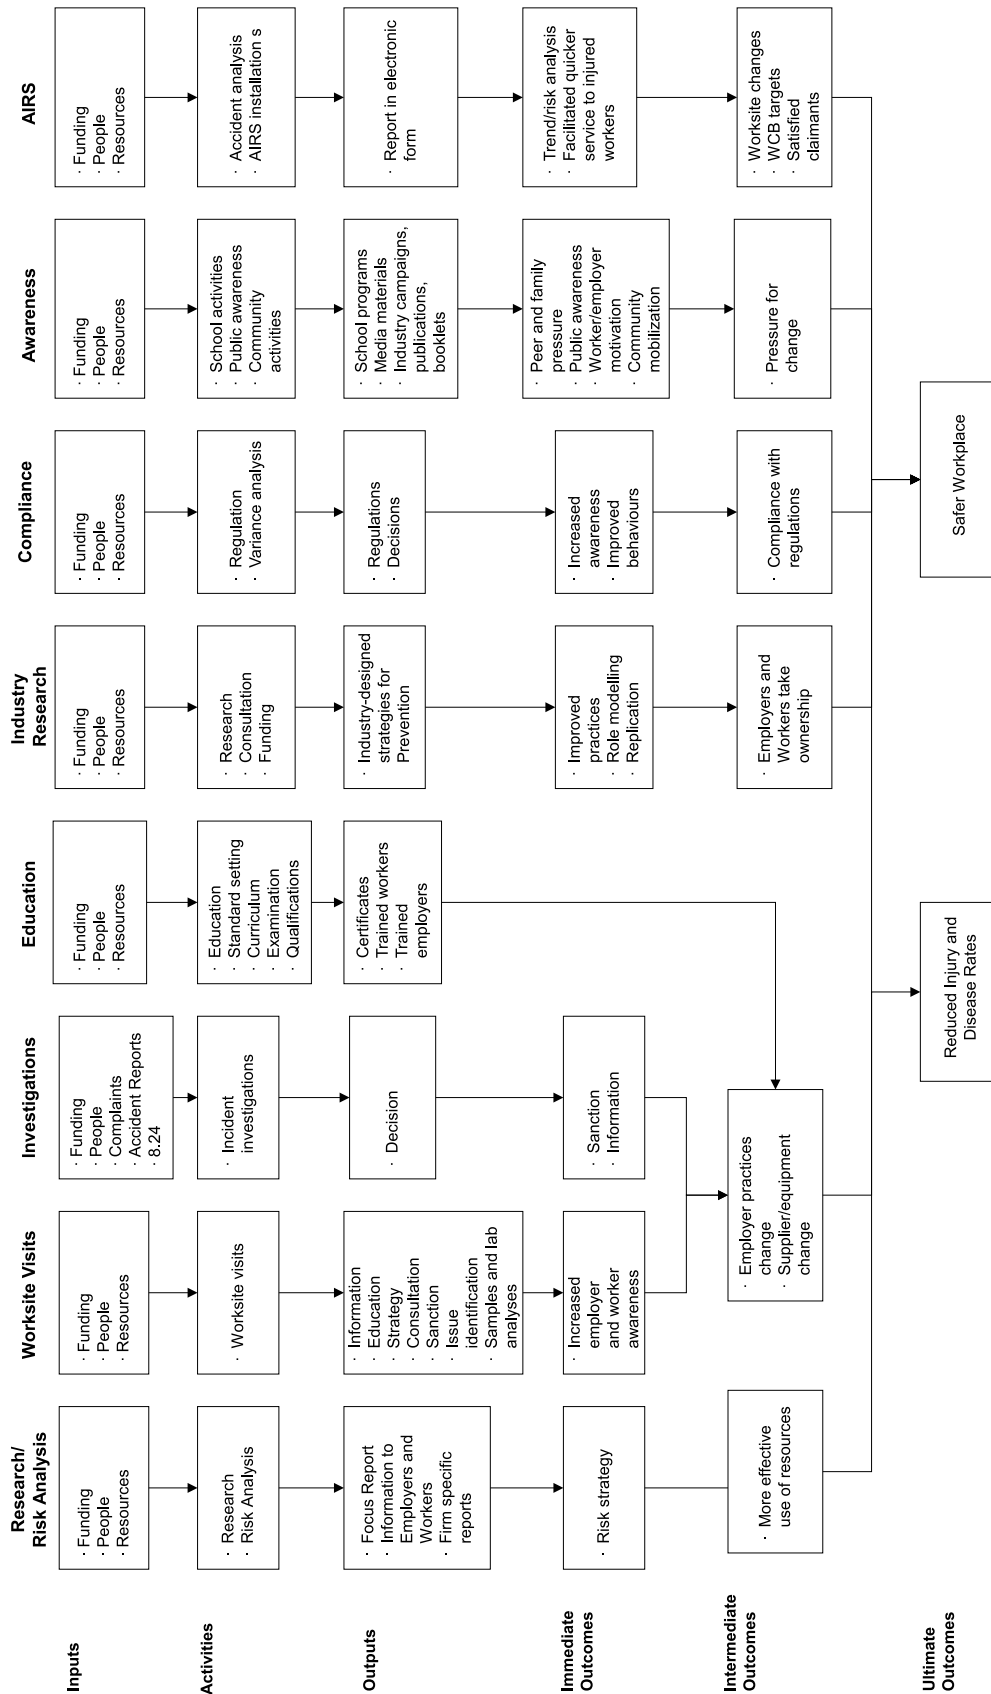 Research/
Risk Analysis
Worksite Visits
Investigations
Education
Industry
Research
Compliance
Awareness
AIRS
Inputs
· Funding
· People
· Resources
· Funding
· People
· Resources
· Funding
· People
· Complaints
· Accident Reports
· 8.24
· Funding
· People
· Resources
· Funding
· People
· Resources
· Funding
· People
· Resources
· Funding
· People
· Resources
· Funding
· People
· Resources
Activities
· Research
· Risk Analysis
· Worksite visits
· Incident
investigations
· Education
· Standard setting
· Curriculum
· Examination
· Qualifications
· Research
· Consultation
· Funding
· Regulation
· Variance analysis
· School activities
· Public awareness
· Community
activities
· Accident analysis
· AIRS installation s
Outputs
· Focus Report
· Information to
Employers and
Workers
· Firm specific
reports
· Information
· Education
· Strategy
· Consultation
· Sanction
· Issue
identification
· Samples and lab
analyses
· Decision
· Certificates
· Trained workers
· Trained
employers
· Industry-designed
strategies for
Prevention
· Regulations
· Decisions
· School programs
· Media materials
· Industry campaigns,
publications,
booklets
· Report in electronic
form
Immediate
Outcomes
· Risk strategy
· Increased
employer
and worker
awareness
· Sanction
· Information
· Improved
practices
· Role modelling
· Replication
· Increased
awareness
· Improved
behaviours
· Peer and family
pressure
· Public awareness
· Worker/employer
motivation
· Community
mobilization
· Trend/risk analysis
· Facilitated quicker
service to injured
workers
Intermediate
Outcomes
· More effective
use of resources
· Employer practices
change
· Supplier/equipment
change
· Employers and
Workers take
ownership
· Compliance with
regulations
· Pressure for
change
· Worksite changes
· WCB targets
· Satisfied
claimants
Ultimate
Outcomes
Reduced Injury and
Disease Rates
Safer Workplace